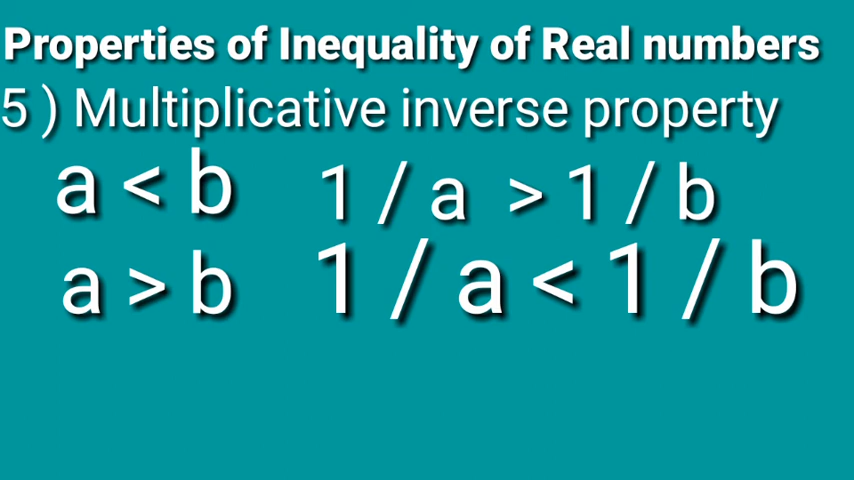 Properties of Inequality of Real numbers
5 ) Multiplicative inverse property
a < b 1 / a > 1 / b
a > b 1 / a < 1 / b